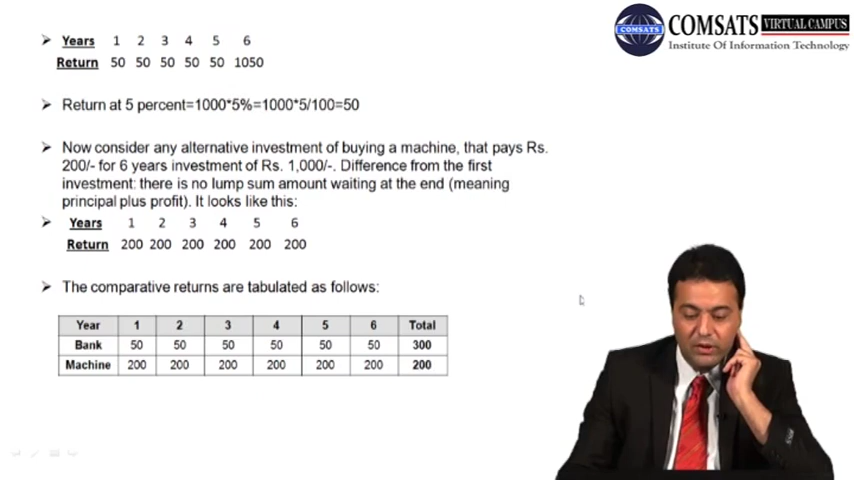 COMSATS VIRTUAL CAMPUS
Institute Of Information Technology
COMSATS
➢ Years 1 2 3 4 5 6
Return 50 50 50 50 50 1050
➢ Return at 5 percent=1000*5%=1000*5/100=50
➢ Now consider any alternative investment of buying a machine, that pays Rs.
200/- for 6 years investment of Rs. 1,000/-. Difference from the first
investment: there is no lump sum amount waiting at the end (meaning
principal plus profit). It looks like this:
➢ Years 1 2 3 4 5 6
Return 200 200 200 200 200 200
➢ The comparative returns are tabulated as follows:
Year 1 2 3 4 5 6 Total
Bank 50 50 50 50 50 50 300
Machine 200 200 200 200 200 200 200